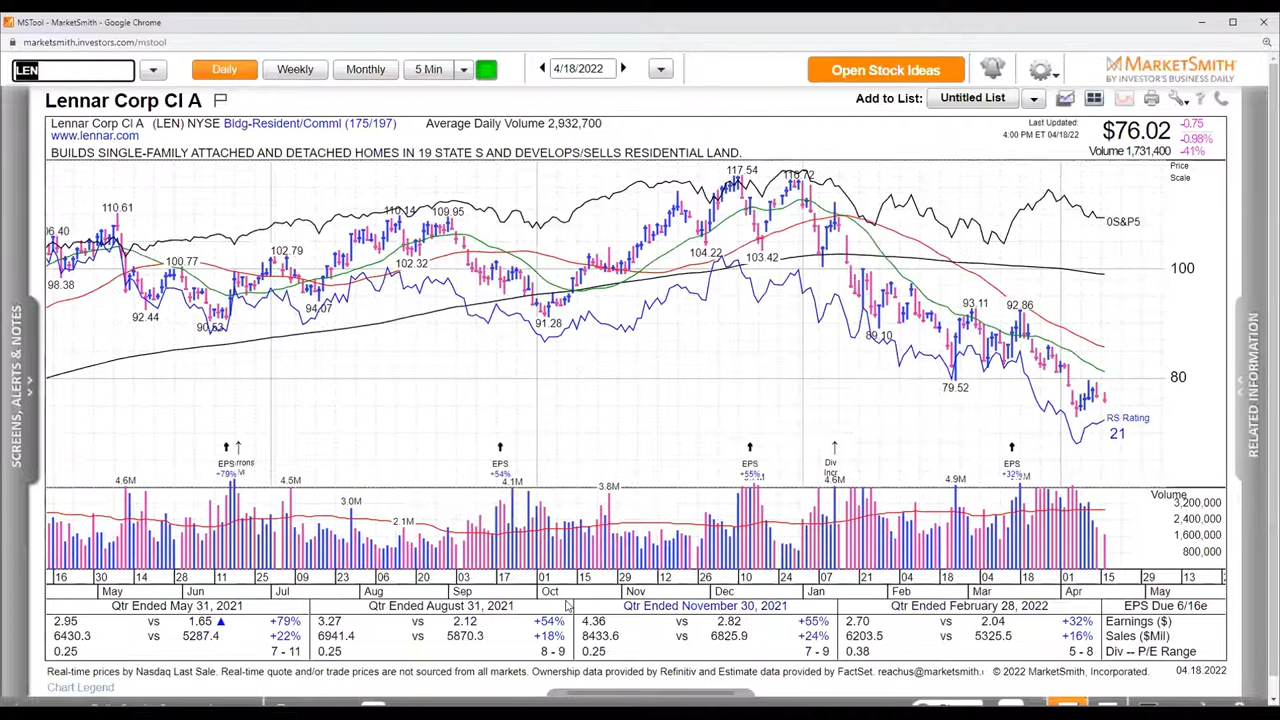 MSTool - MarketSmith - Google Chrome
marketsmith.investors.com/mstool
LEN
Daily
Weekly
Monthly
5 Min
4/18/2022
Open Stock Ideas
MARKETSMITH
BY INVESTOR'S BUSINESS DAILY
Lennar Corp Cl A
Add to List:
Untitled List
Lennar Corp Cl A (LEN) NYSE Bldg-Resident/Comml (175/197) Average Daily Volume 2,932,700
www.lennar.com
BUILDS SINGLE-FAMILY ATTACHED AND DETACHED HOMES IN 19 STATES AND DEVELOPS/SELLS RESIDENTIAL LAND.
Last Updated:
4:00 PM ET 04/18/22
$76.02
-0.75
-0.98%
Volume 1,731,400
-41%
Price
Scale
117.54
116.72
110.61
110.14
109.95
0S&P5
06.40
102.79
104.22
103.42
100.77
102.32
100
98.38
92.44
90.53
94.07
91.28
93.11
92.86
89.10
80
79.52
RS Rating
21
EPS
+79%
EPS
+54%
EPS
+55%
Div
Incr
EPS
+32%
4.6M
4.5M
3.0M
2.1M
4.1M
3.8M
4.6M
4.9M
Volume
3,200,000
2,400,000
1,600,000
800,000
16 30 14 28 11 25 09 23 06 20 03 17 01 15 29 12 26 10 24 07 21 04 18 04 18 01 15 29 13
May Jun Jul Aug Sep Oct Nov Dec Jan Feb Mar Apr May
Qtr Ended May 31, 2021 Qtr Ended August 31, 2021 Qtr Ended November 30, 2021 Qtr Ended February 28, 2022 EPS Due 6/16e
2.95 vs 1.65 +79% 3.27 vs 2.12 +54% 4.36 vs 2.82 +55% 2.70 vs 2.04 +32% Earnings ($)
6430.3 vs 5287.4 +22% 6941.4 vs 5870.3 +18% 8433.6 vs 6825.9 +24% 6203.5 vs 5325.5 +16% Sales ($Mil)
0.25 7 - 11 0.25 8 - 9 0.25 7 - 9 0.38 5 - 8 Div -- P/E Range
Real-time prices by Nasdaq Last Sale. Real-time quote and/or trade prices are not sourced from all markets. Ownership data provided by Refinitiv and Estimate data provided by FactSet. reachus@marketsmith.c © 2022 MarketSmith, Incorporated. 04.18.2022
Chart Legend
SCREENS, ALERTS & NOTES
RELATED INFORMATION